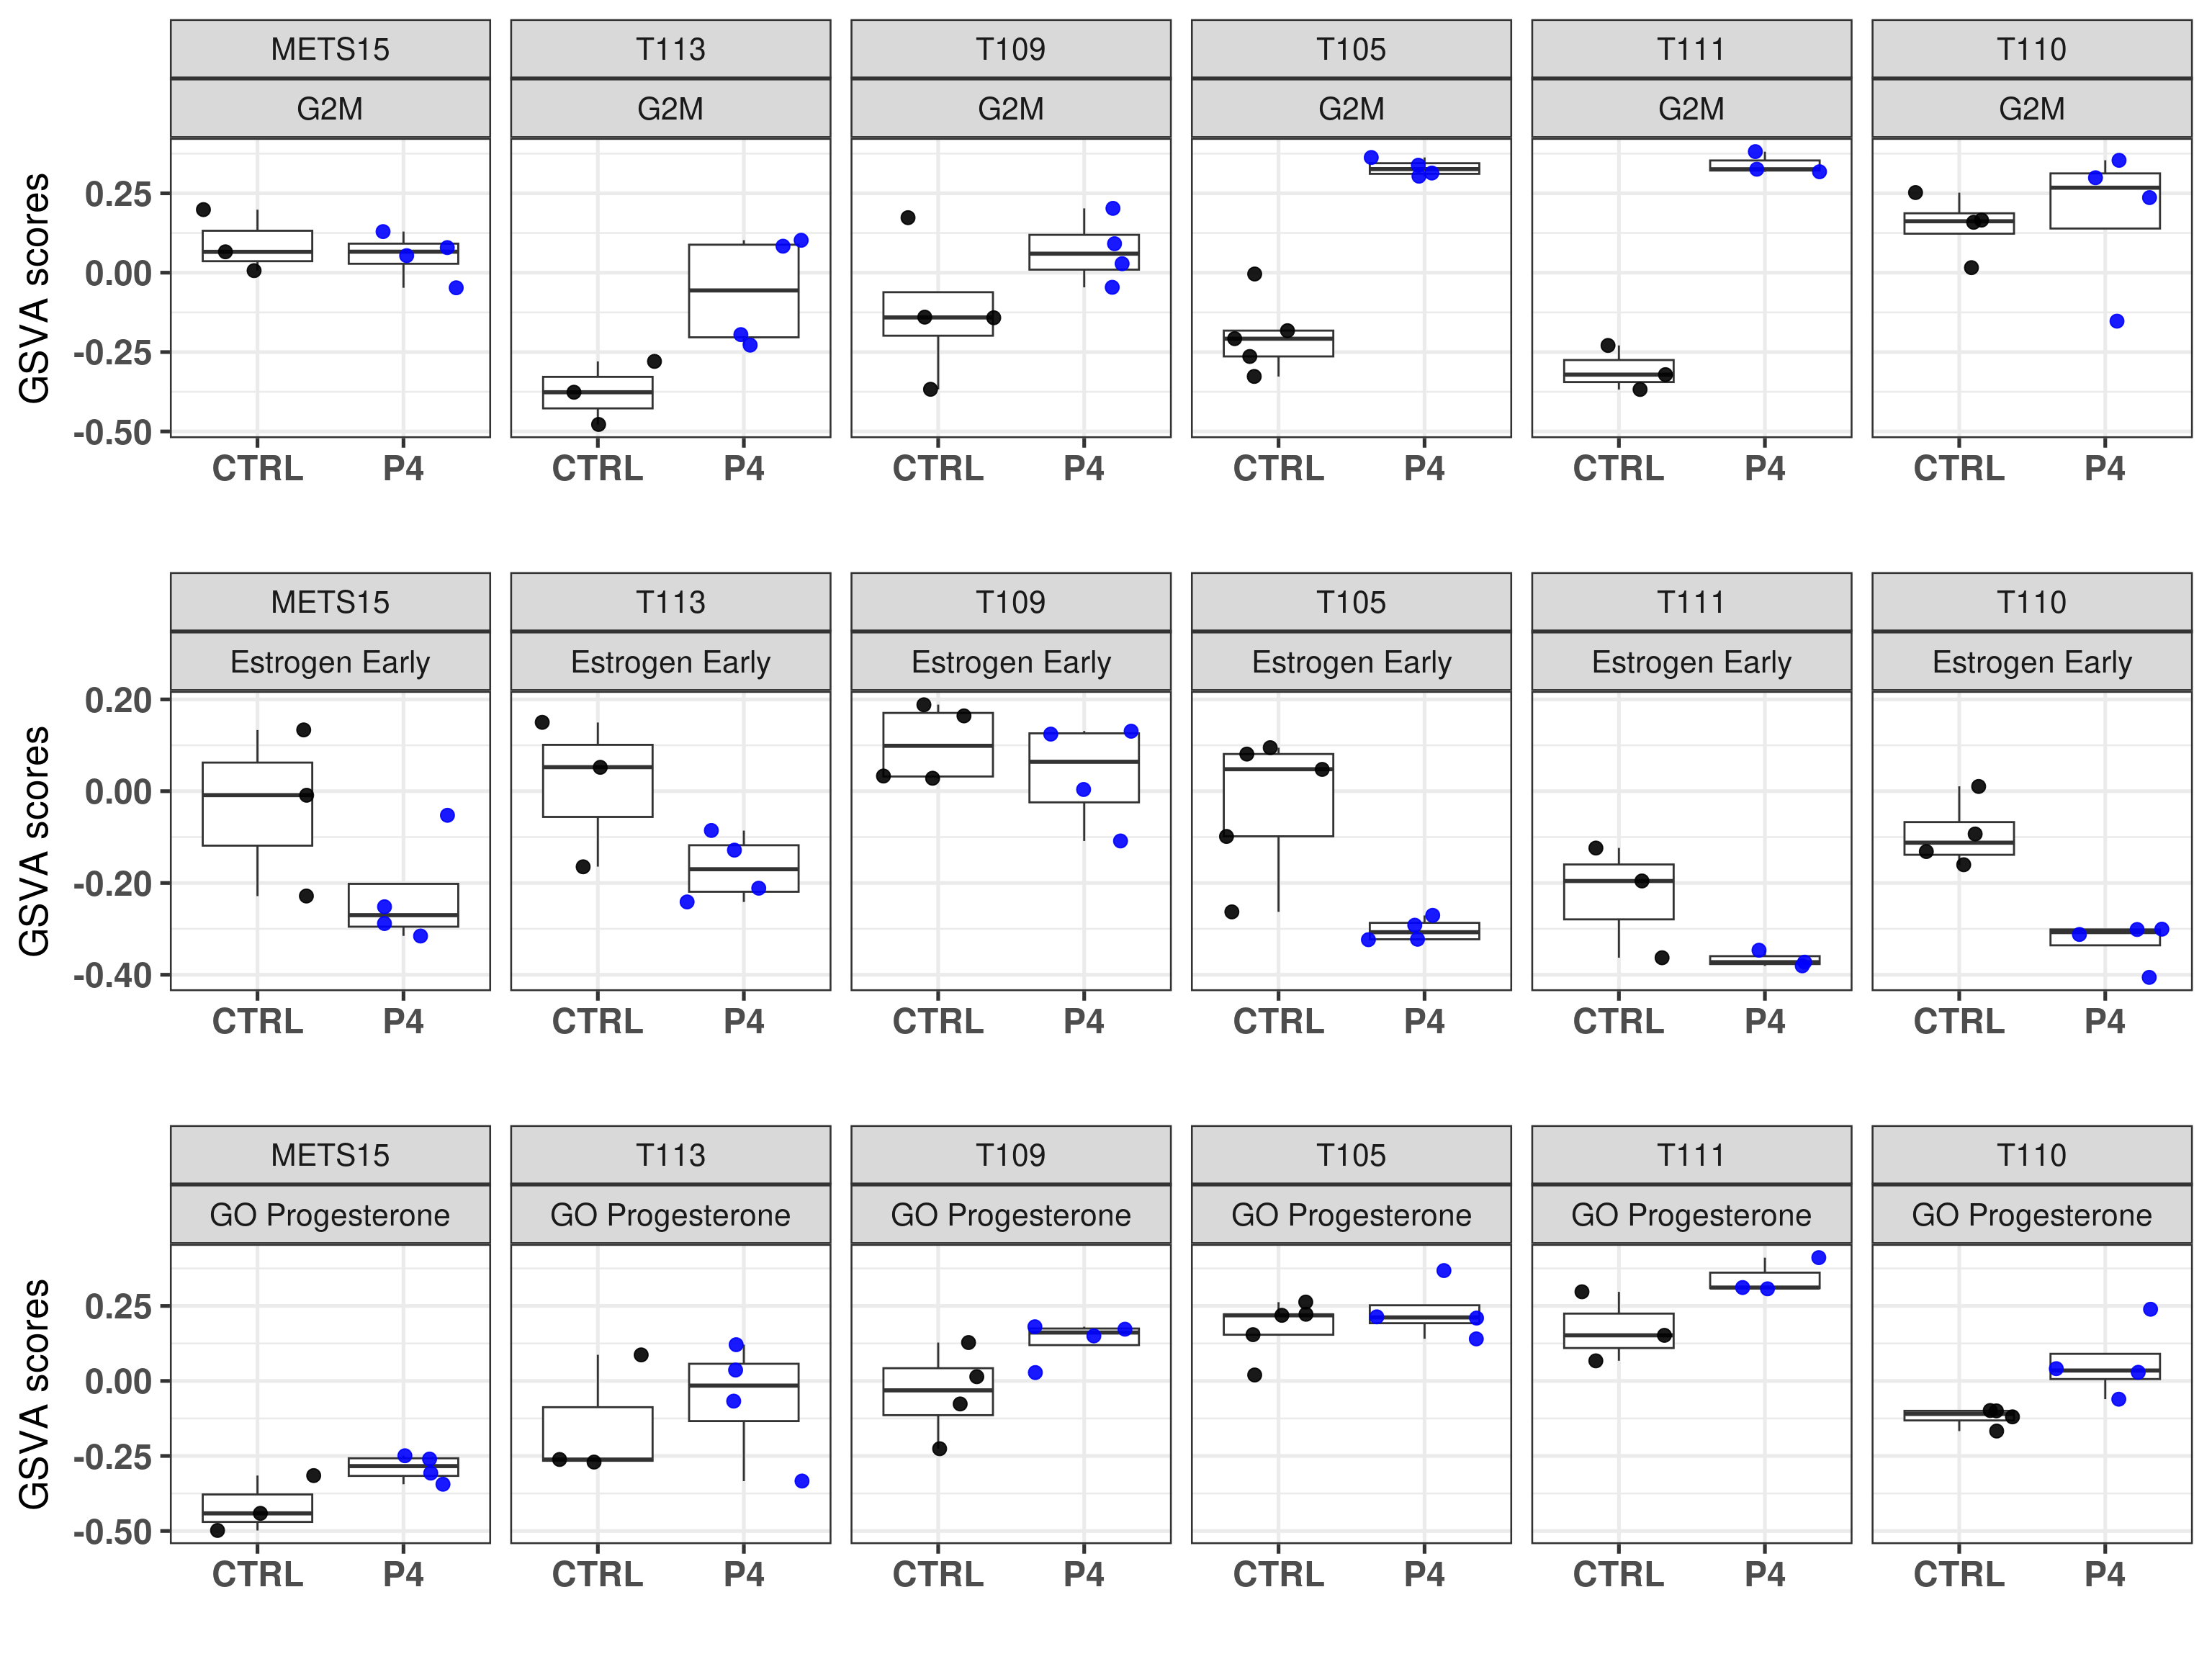 METS15 T113 T109 T105 T111 T110
G2M G2M G2M G2M G2M G2M
GSVA scores
0.25
0.00
-0.25
-0.50
CTRL P4 CTRL P4 CTRL P4 CTRL P4 CTRL P4 CTRL P4
METS15 T113 T109 T105 T111 T110
Estrogen Early Estrogen Early Estrogen Early Estrogen Early Estrogen Early Estrogen Early
GSVA scores
0.20
0.00
-0.20
-0.40
CTRL P4 CTRL P4 CTRL P4 CTRL P4 CTRL P4 CTRL P4
METS15 T113 T109 T105 T111 T110
GO Progesterone GO Progesterone GO Progesterone GO Progesterone GO Progesterone GO Progesterone
GSVA scores
0.25
0.00
-0.25
-0.50
CTRL P4 CTRL P4 CTRL P4 CTRL P4 CTRL P4 CTRL P4